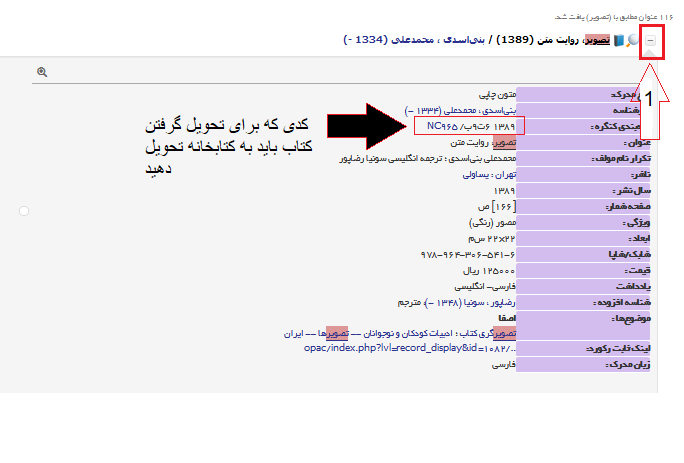 ۱۱۶ عنوان مطابق با (تصویر) یافت شد.
تصویر، روایت متن (1389) / بنی‌اسدی ، محمدعلی (1334 -)
1
مدرک: متون چاپی
شناسه بنی‌اسدی ، محمدعلی (۱۳۳۴ -)
بندی کنگره : NC۹۶۵ /۶ت۹ب ۱۳۸۹
عنوان : تصویر، روایت متن
تکرار نام مولف: محمدعلی بنی‌اسدی ؛ ترجمه انگلیسی سونیا رضاپور
ناشر: تهران : یساولی
سال نشر : ۱۳۸۹
صفحه شمار: [۱۶۶] ص
ویژگی : مصور (رنگی)
ابعاد : ۲۲×۲۲ س‌م
شابک/شاپا ۹۷۸-۹۶۴-۳۰۶-۵۴۱-۶
قیمت : ۱۲۵۰۰۰ ریال
یادداشت فارسی- انگلیسی
شناسه افزوده : رضاپور ، سونیا (۱۳۴۸ -)، مترجم
موضوع‌ها : اصفا
تصویرگری کتاب ؛ ادبیات کودکان و نوجوانان -- تصویرها -- ایران
لینک ثابت رکورد: ../opac/index.php?lvl=record_display&id=۱۰۸۲
زبان مدرک : فارسی
کدی که برای تحویل گرفتن
کتاب باید به کتابخانه تحویل
دهید